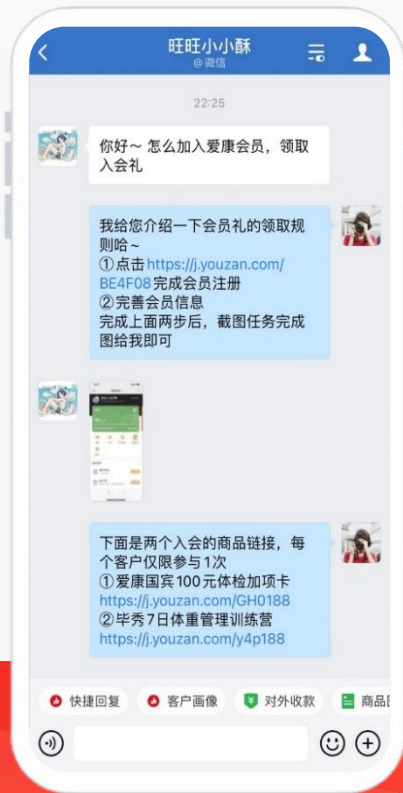 旺旺小小酥
@微信
22:25
你好～ 怎么加入爱康会员，领取
入会礼
我给您介绍一下会员礼的领取规
则哈～
①点击https://j.youzan.com/
BE4F08完成会员注册
②完善会员信息
完成上面两步后，截图任务完成
图给我即可
下面是两个入会的商品链接，每
个客户仅限参与1次
①爱康国宾100元体检加项卡
https://j.youzan.com/GH0188
②毕秀7日体重管理训练营
https://j.youzan.com/y4p188
快捷回复
客户画像
对外收款
商品